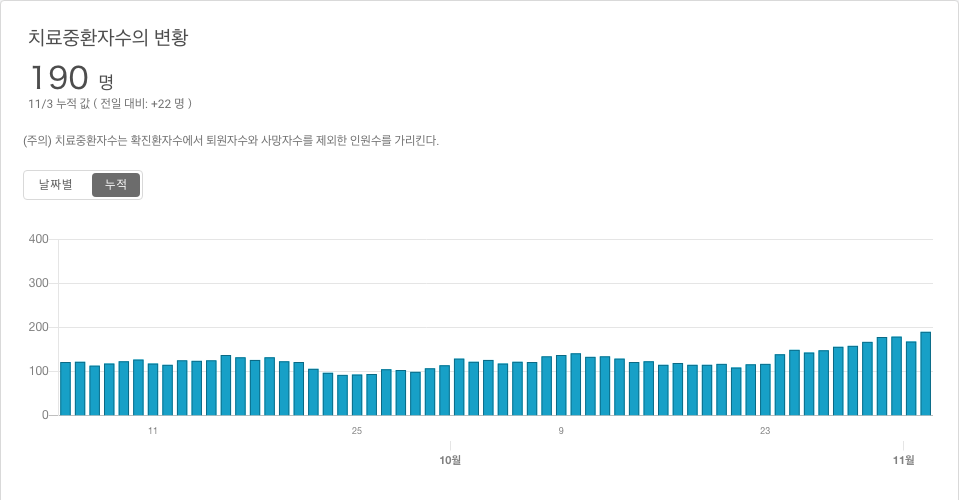 치료중환자수의 변황
190 명
11/3 누적 값 ( 전일 대비: +22 명 )
(주의) 치료중환자수는 확진환자수에서 퇴원자수와 사망자수를 제외한 인원수를 가리킨다.
날짜별 누적
400
300
200
100
0
11 25 9 23
10월 11월